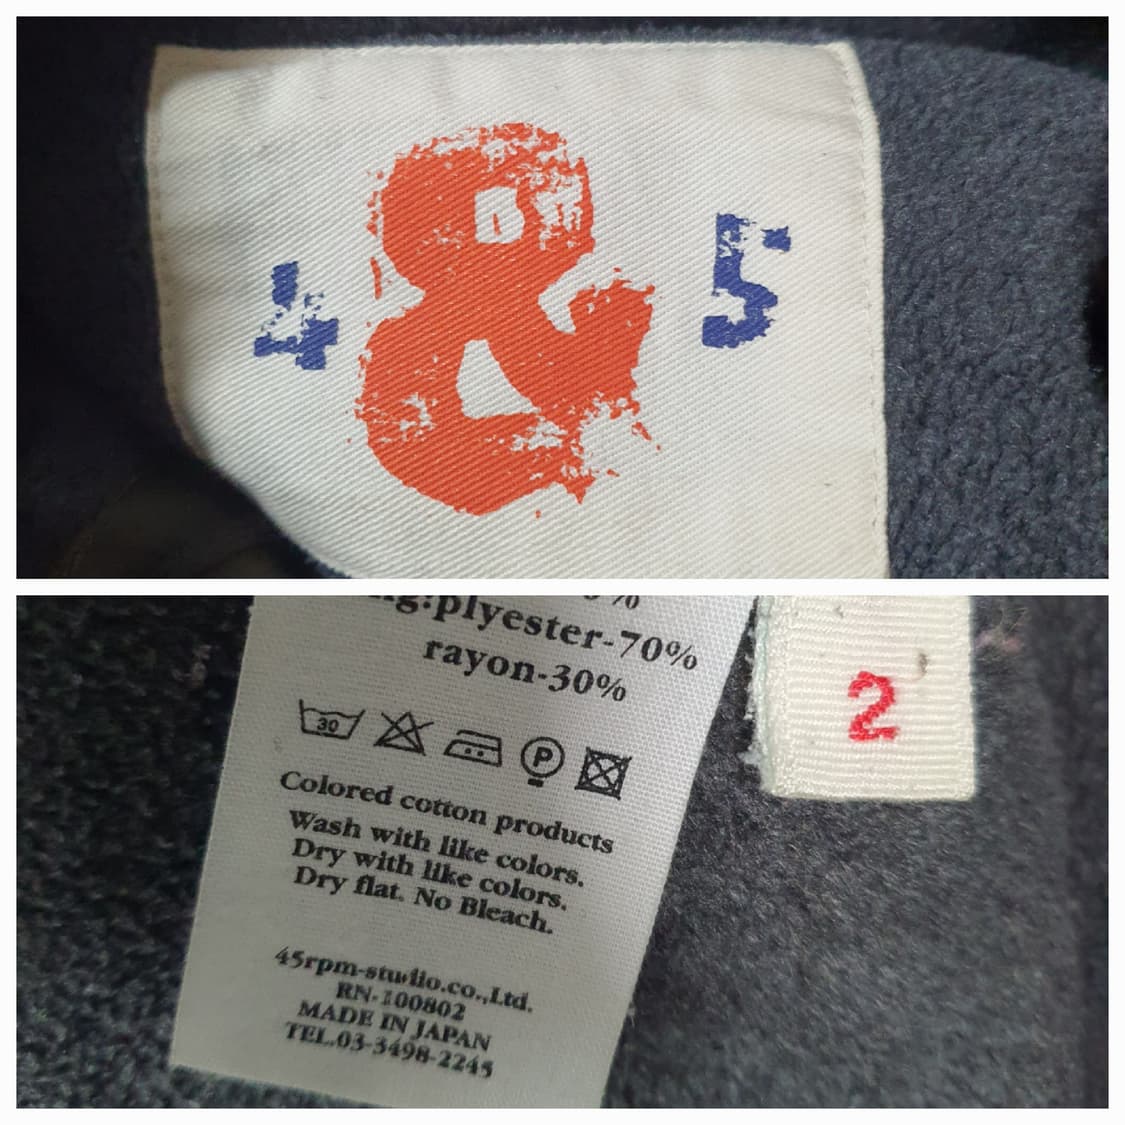 4 & 5
%
plyester-70%
rayon-30%
30
P
Colored cotton products
Wash with like colors.
Dry with like colors.
Dry flat. No Bleach.
45rpm-studio.co.,Ltd.
RN-100802
MADE IN JAPAN
TEL.03-3498-2245
2